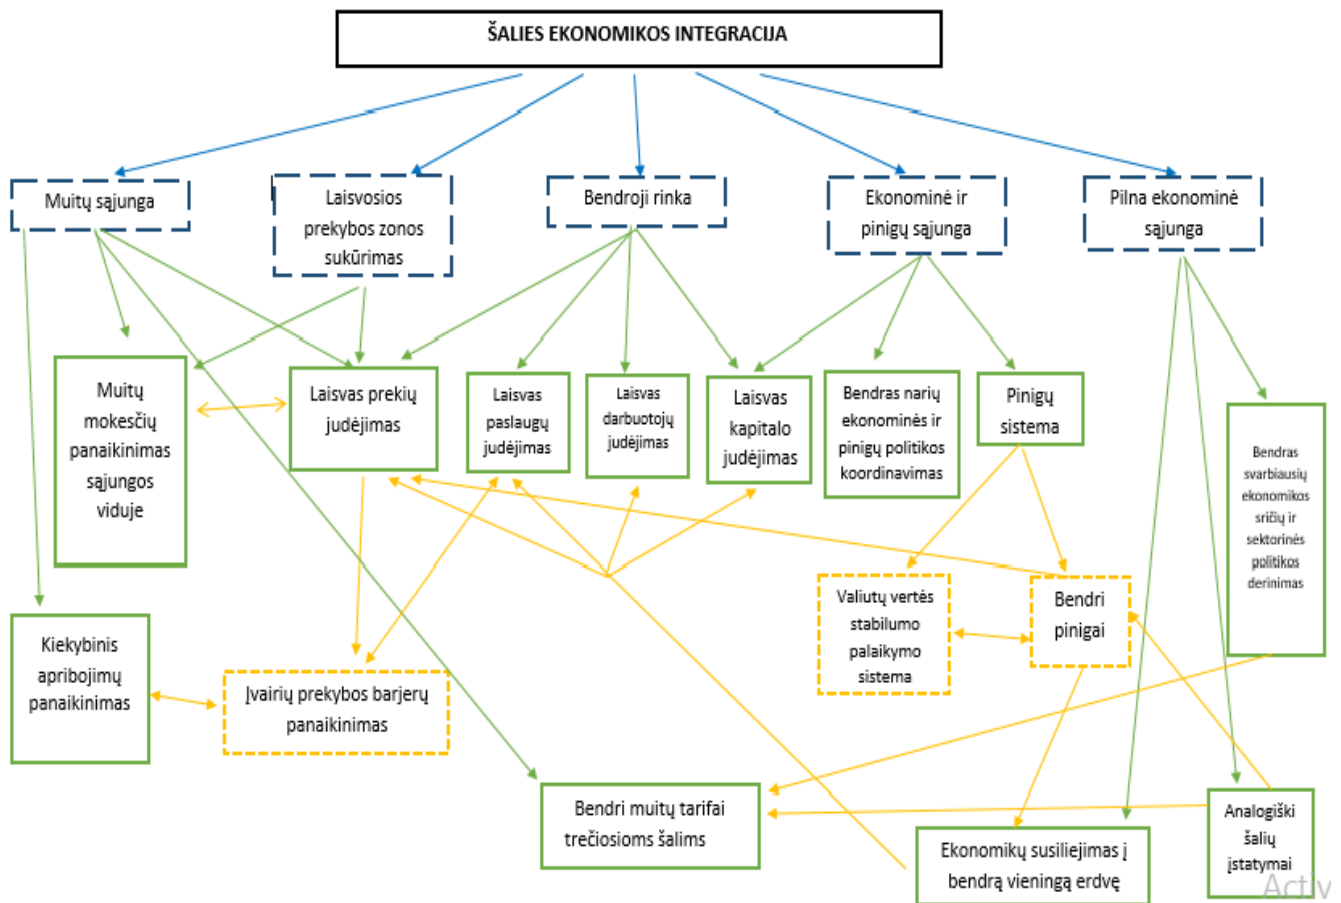 ŠALIES EKONOMIKOS INTEGRACIJA
Muitų sąjunga
Laisvosios
prekybos zonos
sukūrimas
Bendroji rinka
Ekonominė ir
pinigų sąjunga
Pilna ekonominė
sąjunga
Muitų
mokesčių
panaikinimas
sąjungos
viduje
Laisvas prekių
judėjimas
Laisvas
paslaugų
judėjimas
Laisvas
darbuotojų
judėjimas
Laisvas
kapitalo
judėjimas
Bendras narių
ekonominės ir
pinigų politikos
koordinavimas
Pinigų
sistema
Bendras
svarbiausių
ekonomikos
sričių ir
sektorinės
politikos
derinimas
Kiekybinis
apribojimų
panaikinimas
Įvairių prekybos barjerų
panaikinimas
Valiutų vertės
stabilumo
palaikymo
sistema
Bendri
pinigai
Bendri muitų tarifai
trečiosioms šalims
Ekonomikų susiliejimas į
bendrą vieningą erdvę
Analogiški
šalių
įstatymai
Activ